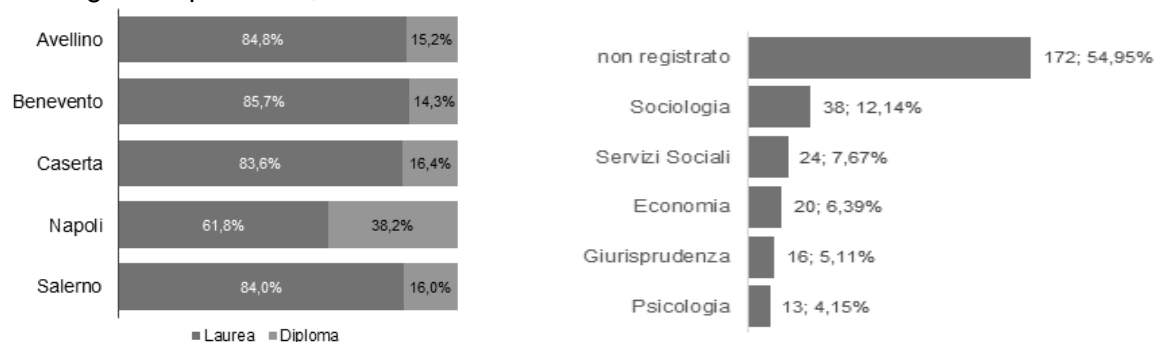 Avellino 84,8% 15,2%
Benevento 85,7% 14,3%
Caserta 83,6% 16,4%
Napoli 61,8% 38,2%
Salerno 84,0% 16,0%
Laurea Diploma
non registrato 172; 54,95%
Sociologia 38; 12,14%
Servizi Sociali 24; 7,67%
Economia 20; 6,39%
Giurisprudenza 16; 5,11%
Psicologia 13; 4,15%